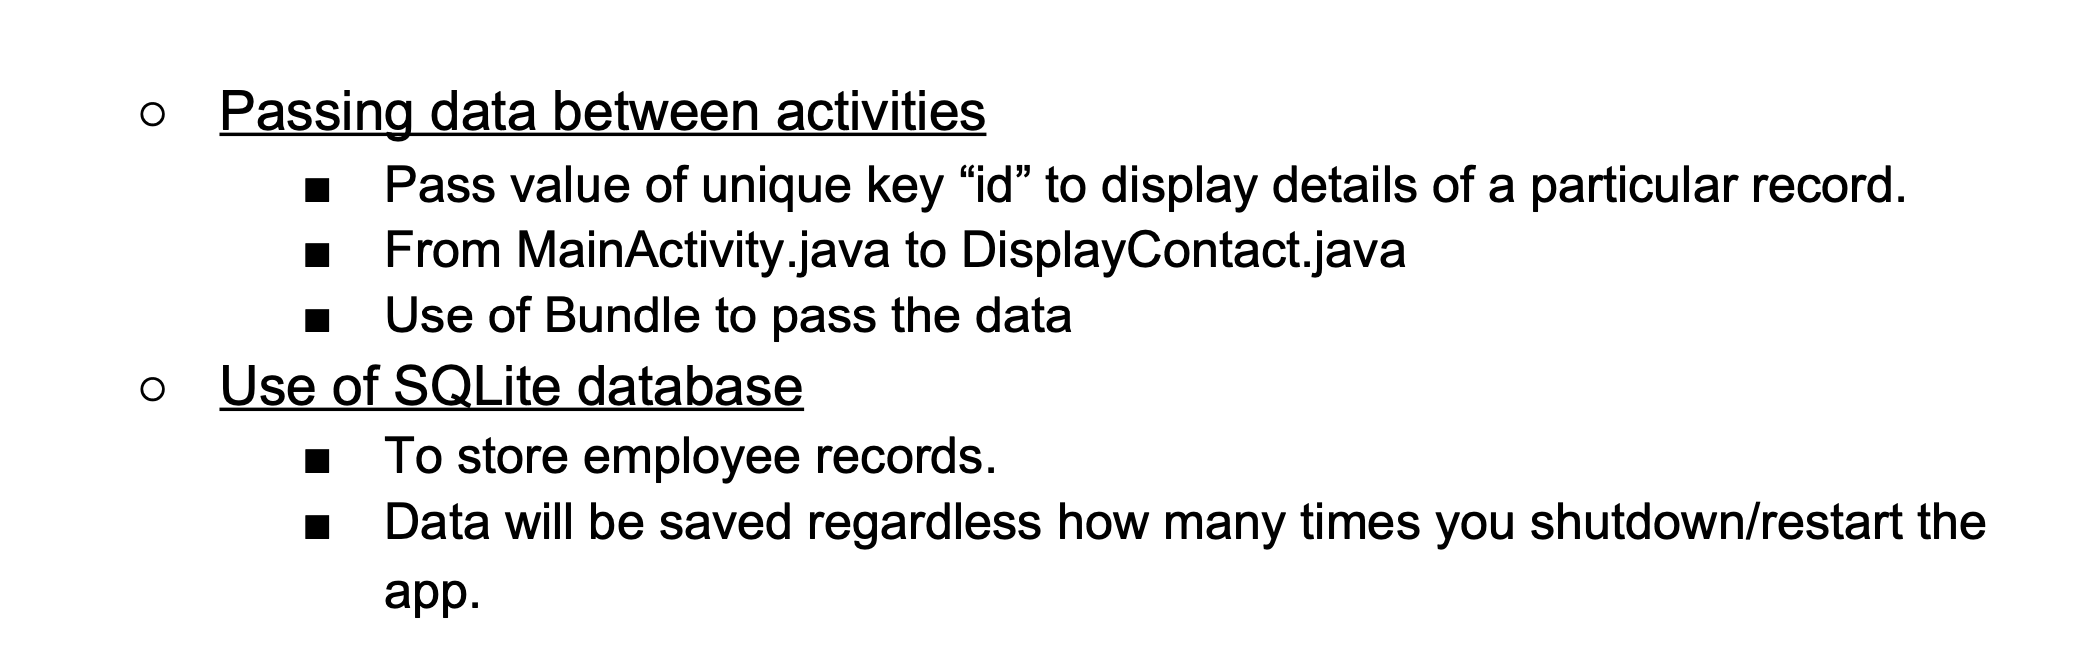 ○ Passing data between activities
■ Pass value of unique key “id” to display details of a particular record.
■ From MainActivity.java to DisplayContact.java
■ Use of Bundle to pass the data
○ Use of SQLite database
■ To store employee records.
■ Data will be saved regardless how many times you shutdown/restart the
app.